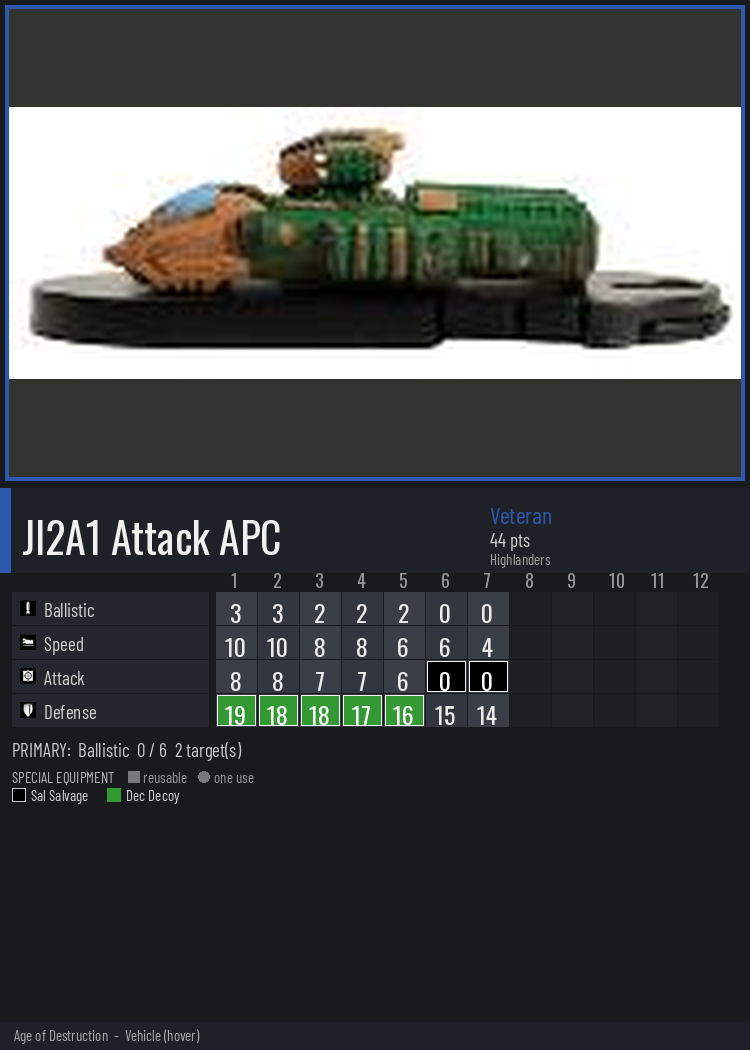 JI2A1 Attack APC
Veteran
44 pts
Highlanders
1 2 3 4 5 6 7 8 9 10 11 12
Ballistic 3 3 2 2 2 0 0
Speed 10 10 8 8 6 6 4
Attack 8 8 7 7 6 0 0
Defense 19 18 18 17 16 15 14
PRIMARY: Ballistic 0 / 6 2 target(s)
SPECIAL EQUIPMENT reusable one use
Sal Salvage Dec Decoy
Age of Destruction - Vehicle (hover)